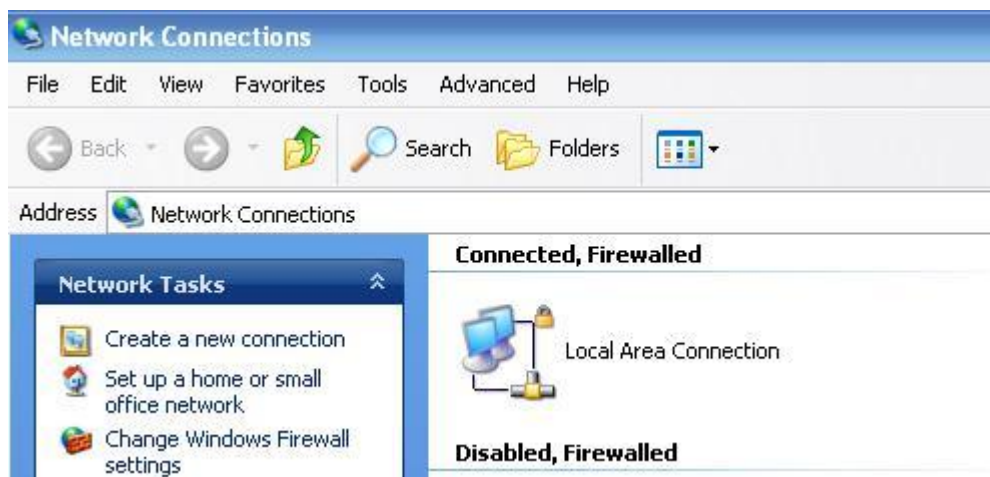 Network Connections
File Edit View Favorites Tools Advanced Help
Back Search Folders
Address Network Connections
Network Tasks
Create a new connection
Set up a home or small
office network
Change Windows Firewall
settings
Connected, Firewalled
Local Area Connection
Disabled, Firewalled